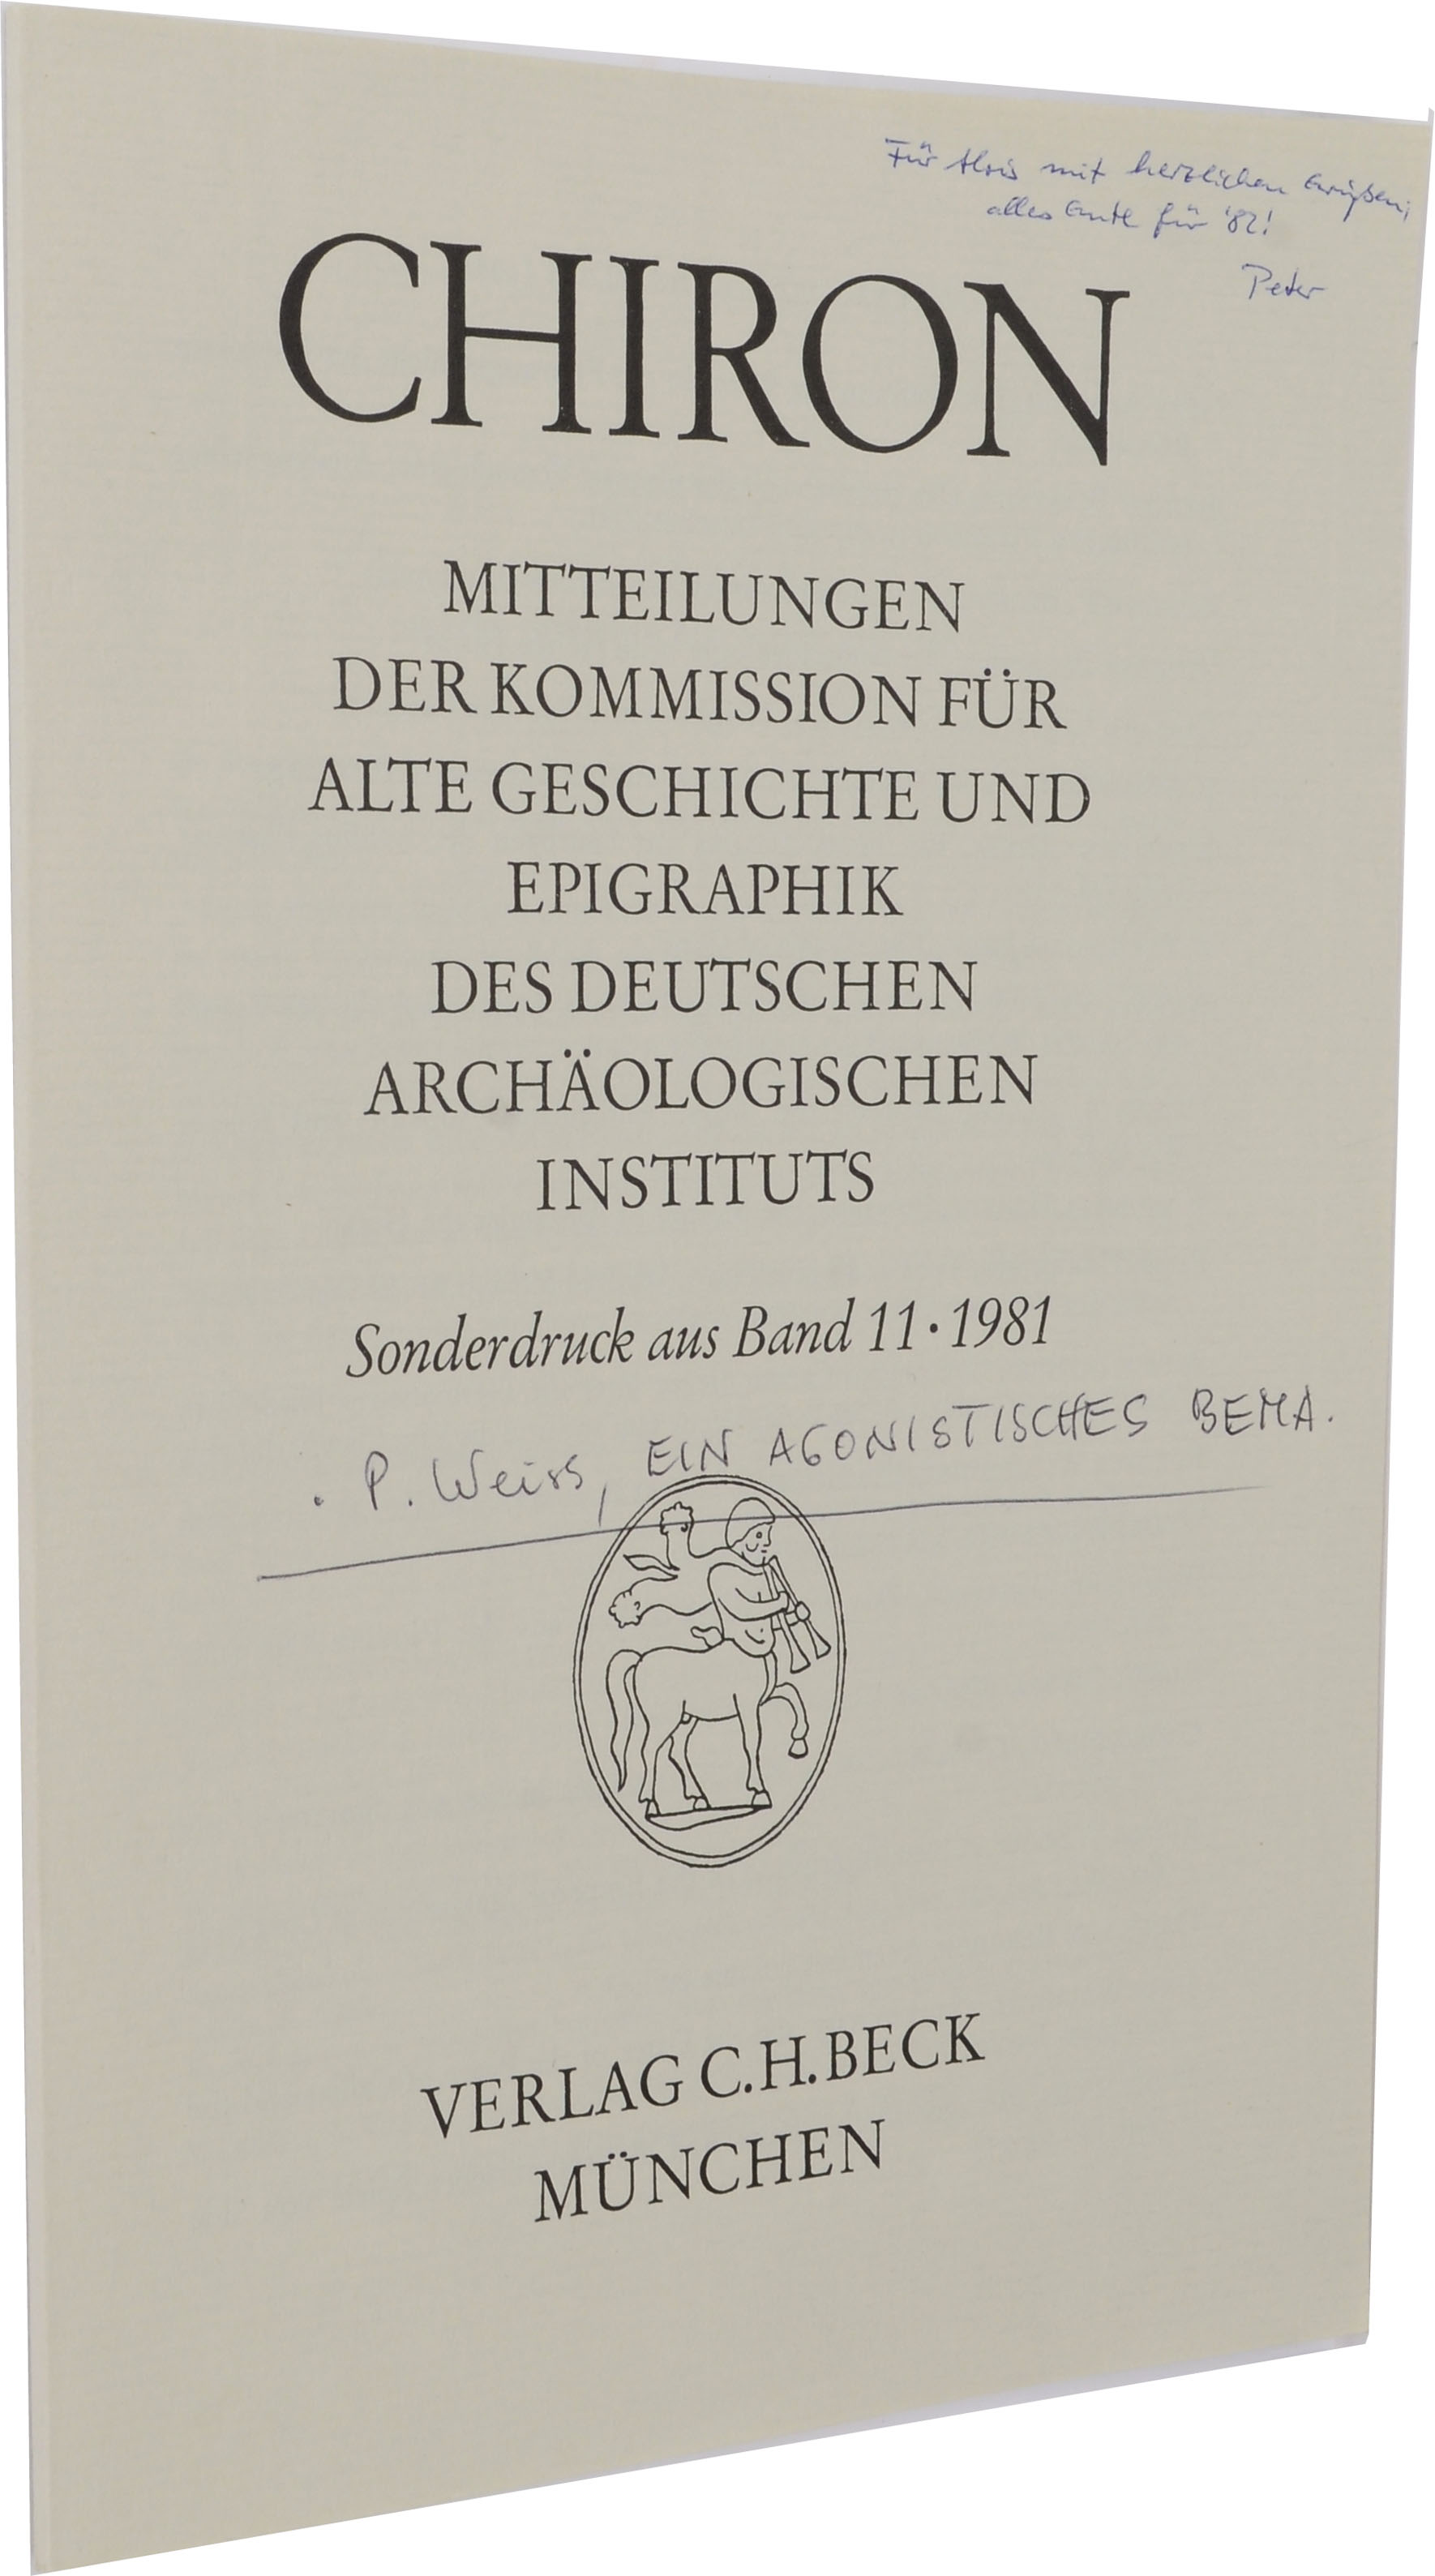 Für Alois mit herzlichen Grüßen,
alles Gute für '82!
Peter
CHIRON
MITTEILUNGEN
DER KOMMISSION FÜR
ALTE GESCHICHTE UND
EPIGRAPHIK
DES DEUTSCHEN
ARCHÄOLOGISCHEN
INSTITUTS
Sonderdruck aus Band 11 · 1981
. P. Weiss, EIN AGONISTISCHES BEMA.
VERLAG C.H.BECK
MÜNCHEN